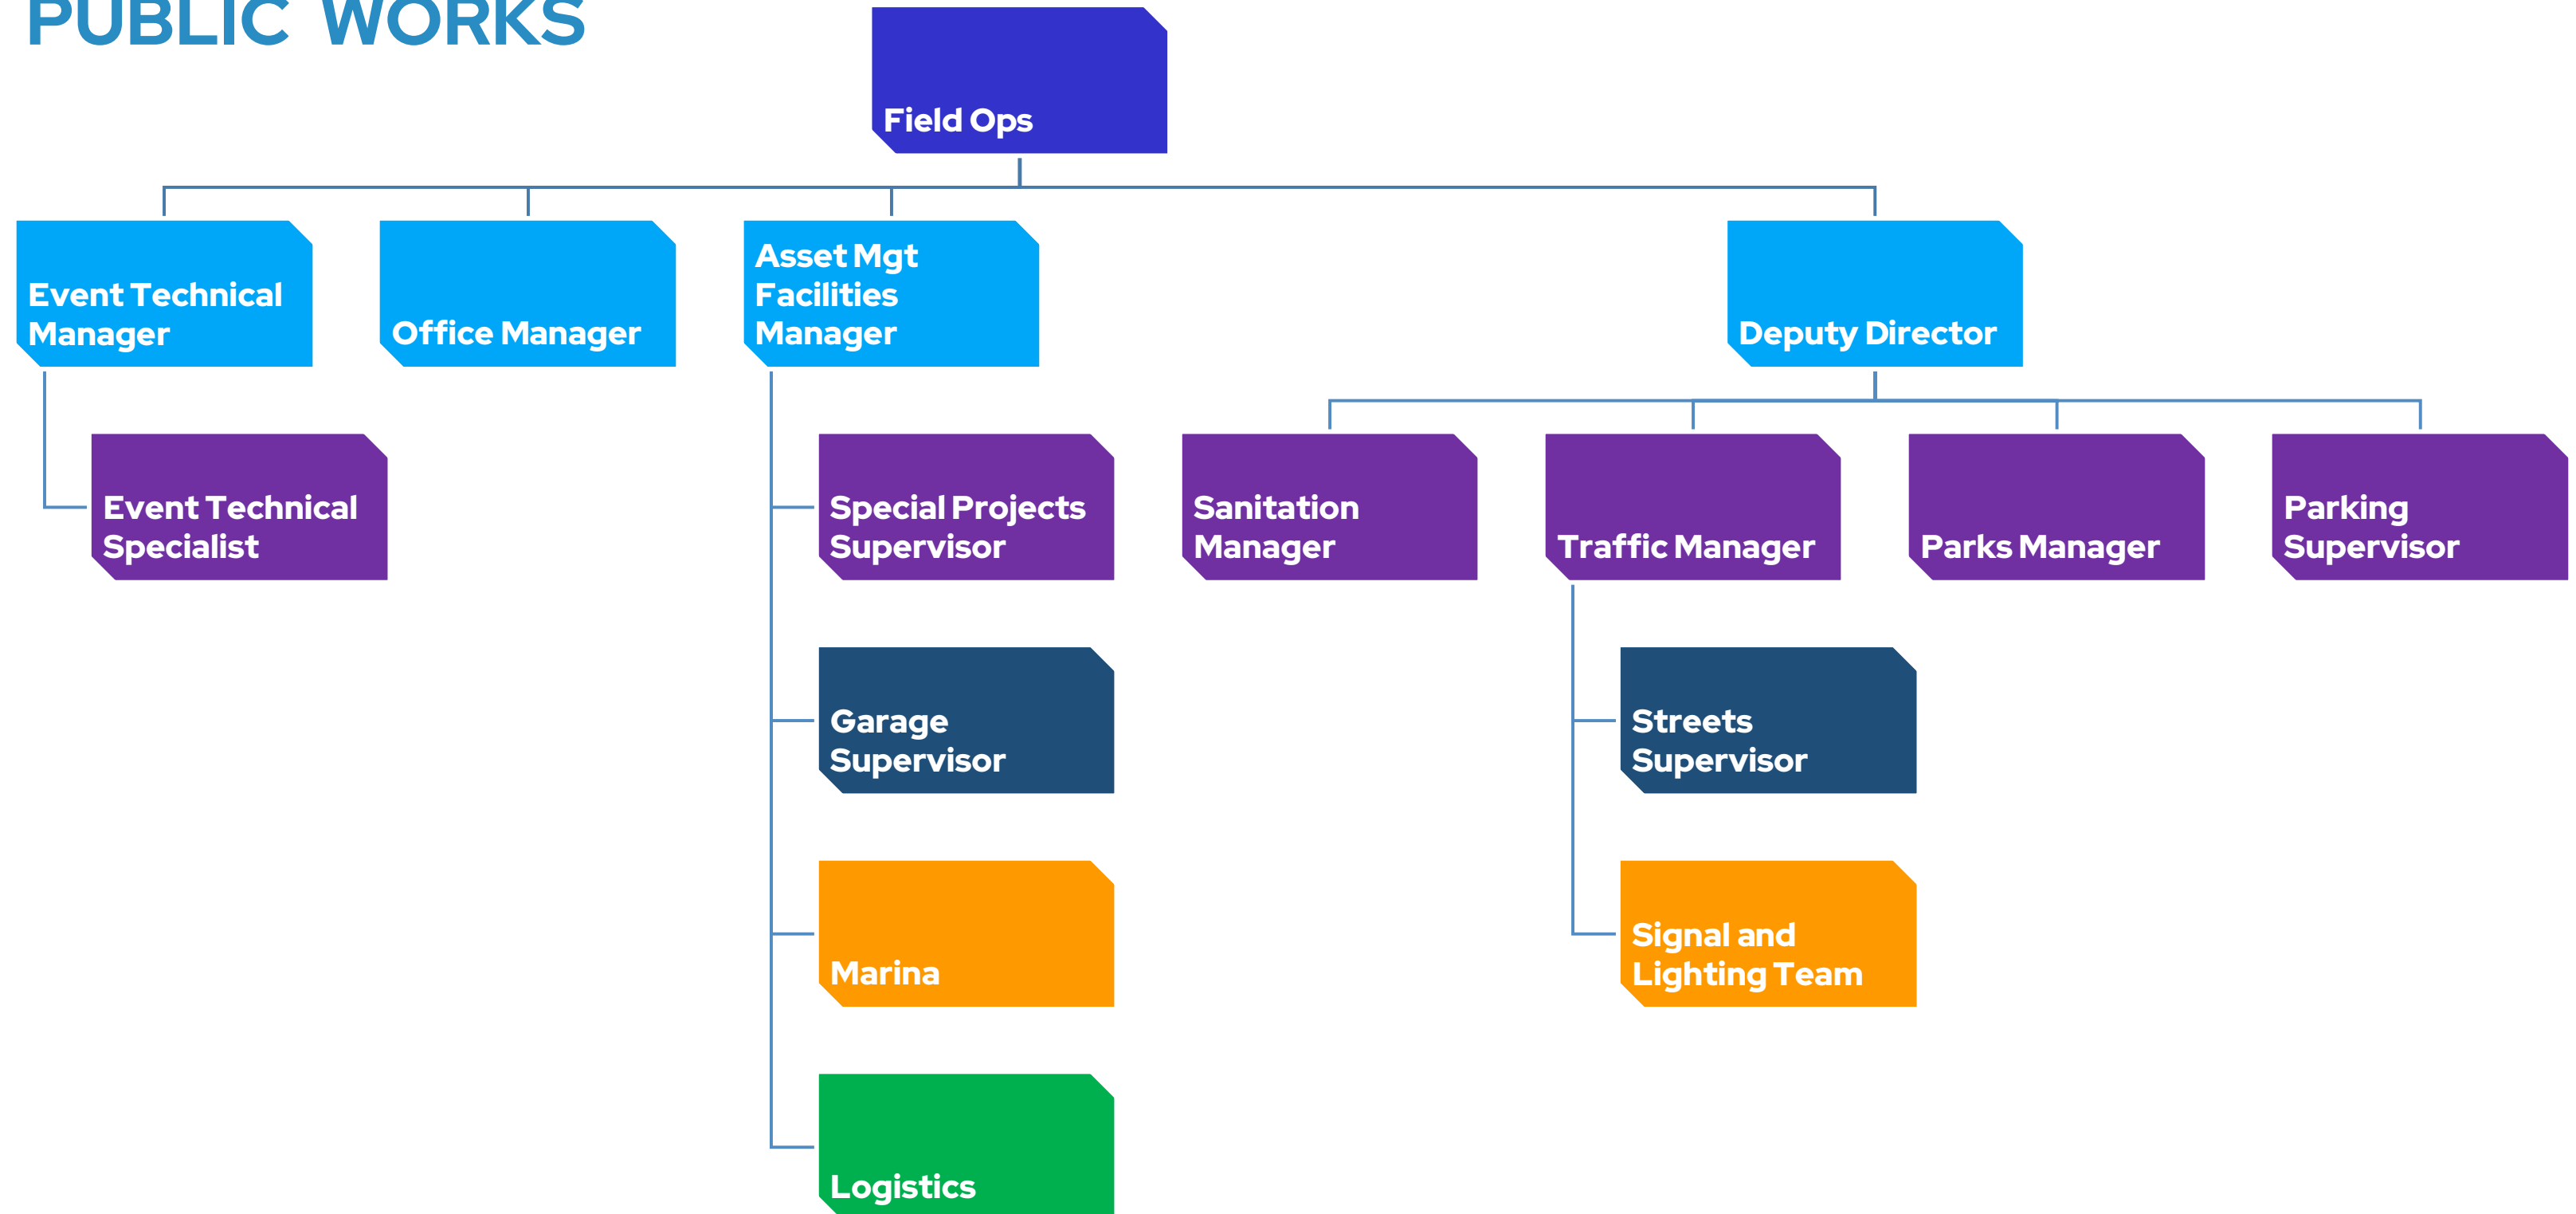 PUBLIC WORKS
Field Ops
Event Technical
Manager
Office Manager
Asset Mgt
Facilities
Manager
Deputy Director
Event Technical
Specialist
Special Projects
Supervisor
Sanitation
Manager
Traffic Manager
Parks Manager
Parking
Supervisor
Garage
Supervisor
Streets
Supervisor
Marina
Signal and
Lighting Team
Logistics